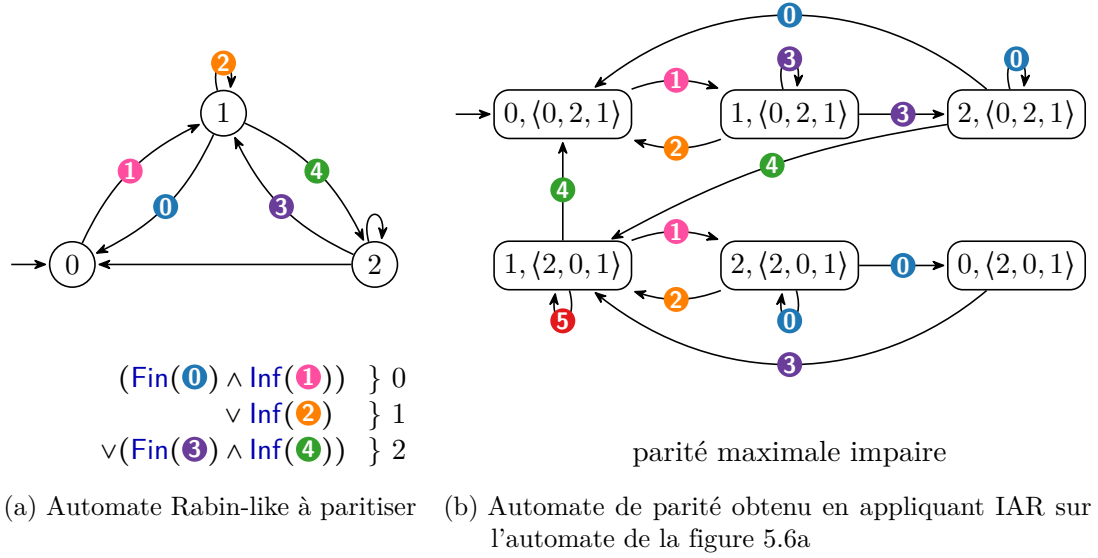 2
1
1
4
0
3
0
2
(Fin(0) ∧ Inf(1)) } 0
∨ Inf(2) } 1
∨(Fin(3) ∧ Inf(4)) } 2
(a) Automate Rabin-like à paritiser
0
3
0
0, ⟨0, 2, 1⟩
1
1, ⟨0, 2, 1⟩
3
2, ⟨0, 2, 1⟩
2
4
4
1, ⟨2, 0, 1⟩
1
2, ⟨2, 0, 1⟩
0
0, ⟨2, 0, 1⟩
2
5
0
3
parité maximale impaire
(b) Automate de parité obtenu en appliquant IAR sur
l'automate de la figure 5.6a